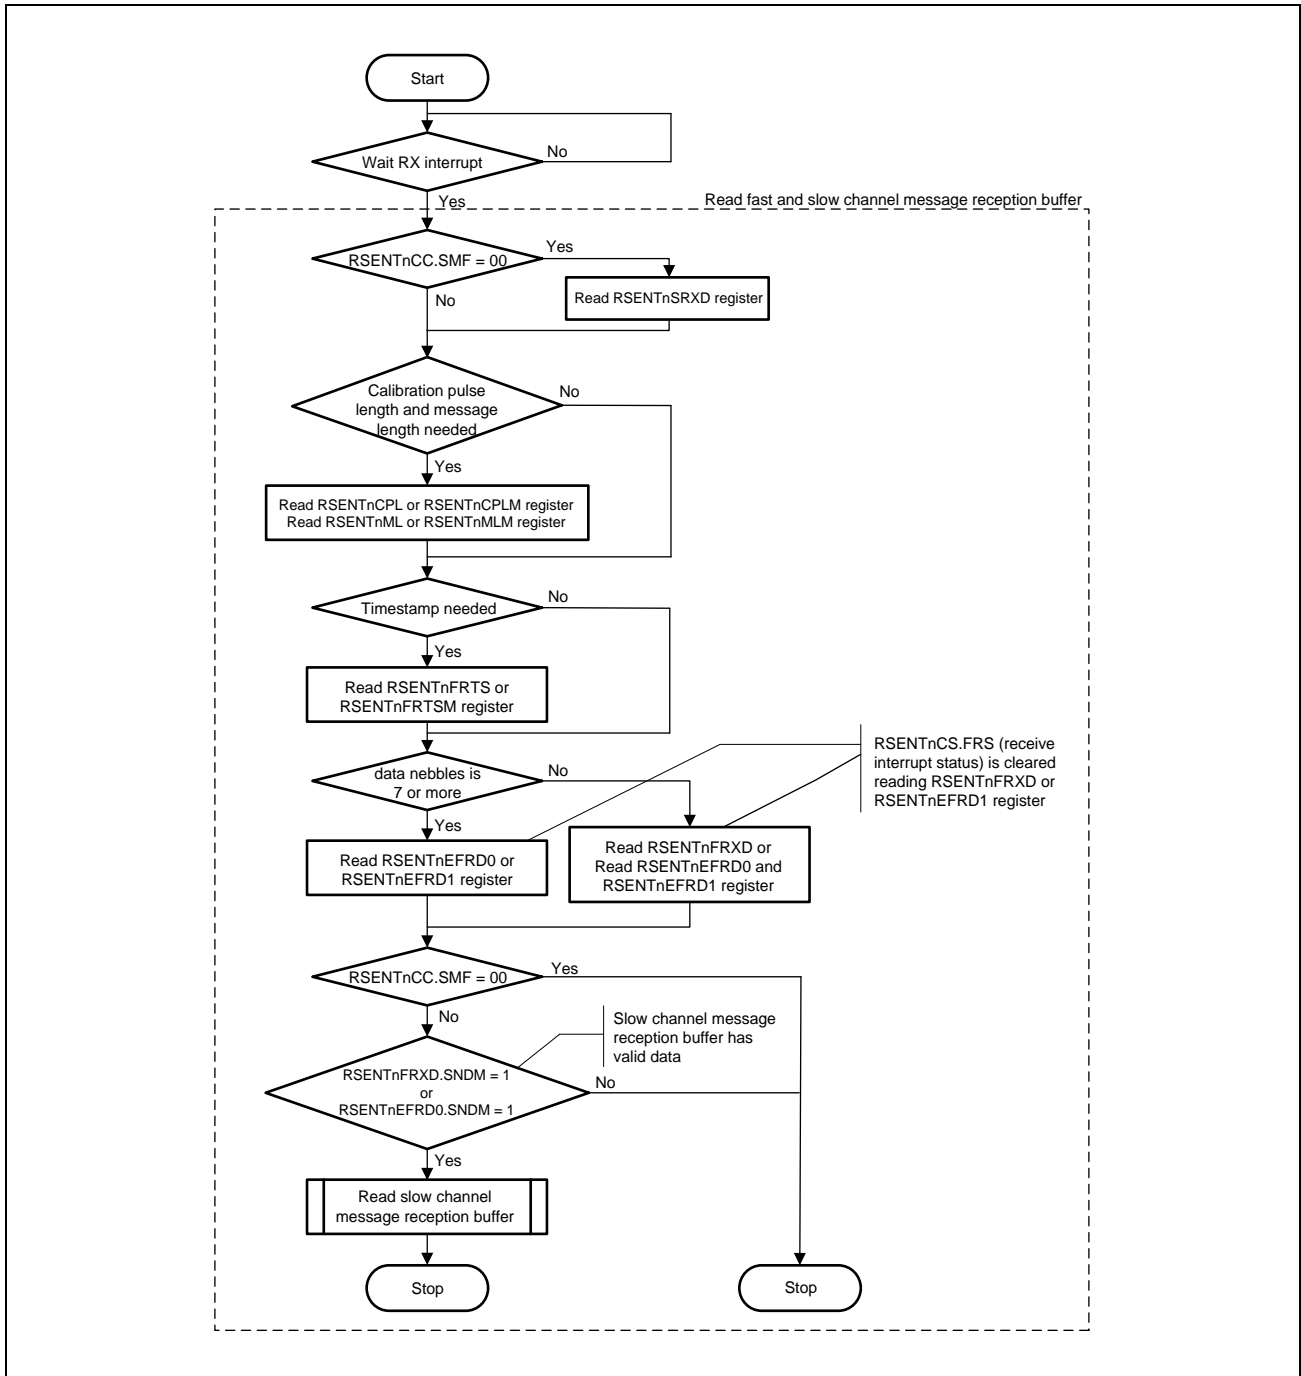 Start
Wait RX interrupt
No
Yes
Read fast and slow channel message reception buffer
RSENTnCC.SMF = 00
Yes
Read RSENTnSRXD register
No
Calibration pulse
length and message
length needed
No
Yes
Read RSENTnCPL or RSENTnCPLM register
Read RSENTnML or RSENTnMLM register
Timestamp needed
No
Yes
Read RSENTnFRTS or
RSENTnFRTSM register
data nebbles is
7 or more
No
Yes
RSENTnCS.FRS (receive
interrupt status) is cleared
reading RSENTnFRXD or
RSENTnEFRD1 register
Read RSENTnEFRD0 or
RSENTnEFRD1 register
Read RSENTnFRXD or
Read RSENTnEFRD0 and
RSENTnEFRD1 register
RSENTnCC.SMF = 00
Yes
No
Slow channel message
reception buffer has
valid data
RSENTnFRXD.SNDM = 1
or
RSENTnEFRD0.SNDM = 1
No
Yes
Read slow channel
message reception buffer
Stop
Stop